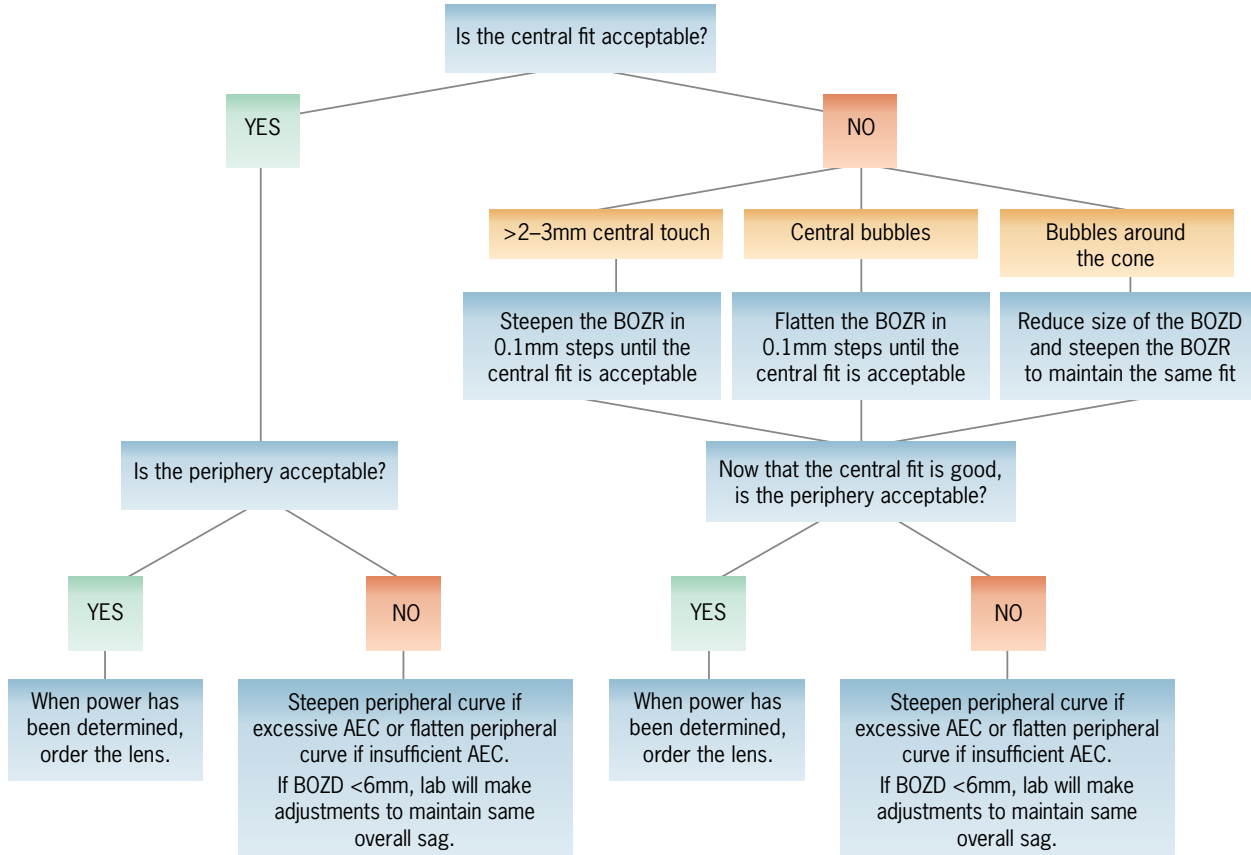 Is the central fit acceptable?
YES
NO
>2–3mm central touch
Central bubbles
Bubbles around
the cone
Steepen the BOZR in
0.1mm steps until the
central fit is acceptable
Flatten the BOZR in
0.1mm steps until the
central fit is acceptable
Reduce size of the BOZD
and steepen the BOZR
to maintain the same fit
Is the periphery acceptable?
Now that the central fit is good,
is the periphery acceptable?
YES
NO
YES
NO
When power has
been determined,
order the lens.
Steepen peripheral curve if
excessive AEC or flatten peripheral
curve if insufficient AEC.
If BOZD <6mm, lab will make
adjustments to maintain same
overall sag.
When power has
been determined,
order the lens.
Steepen peripheral curve if
excessive AEC or flatten peripheral
curve if insufficient AEC.
If BOZD <6mm, lab will make
adjustments to maintain same
overall sag.